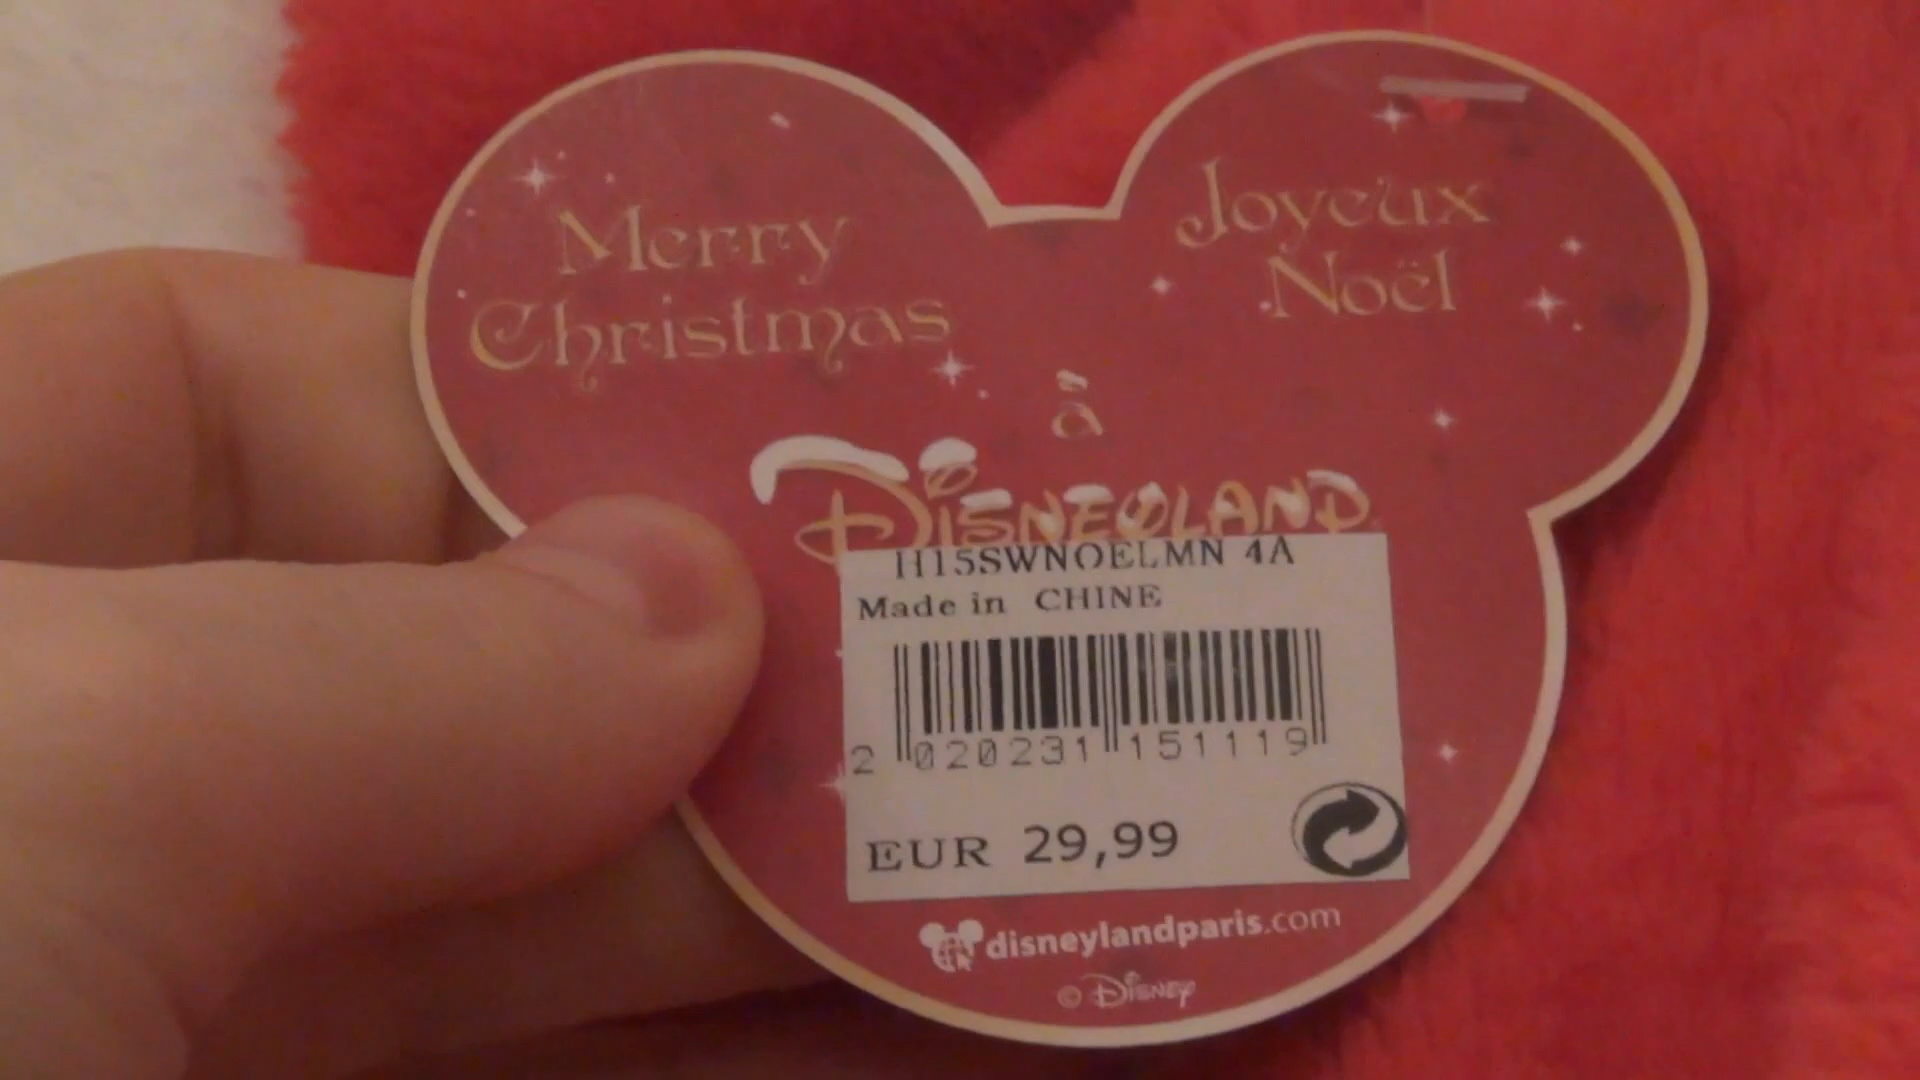 Merry
Christmas
Joyeux
Noël
à
DISNEYLAND
H15SWNOELMN 4A
Made in CHINE
2 020231 151119
EUR 29,99
disneylandparis.com
© Disney